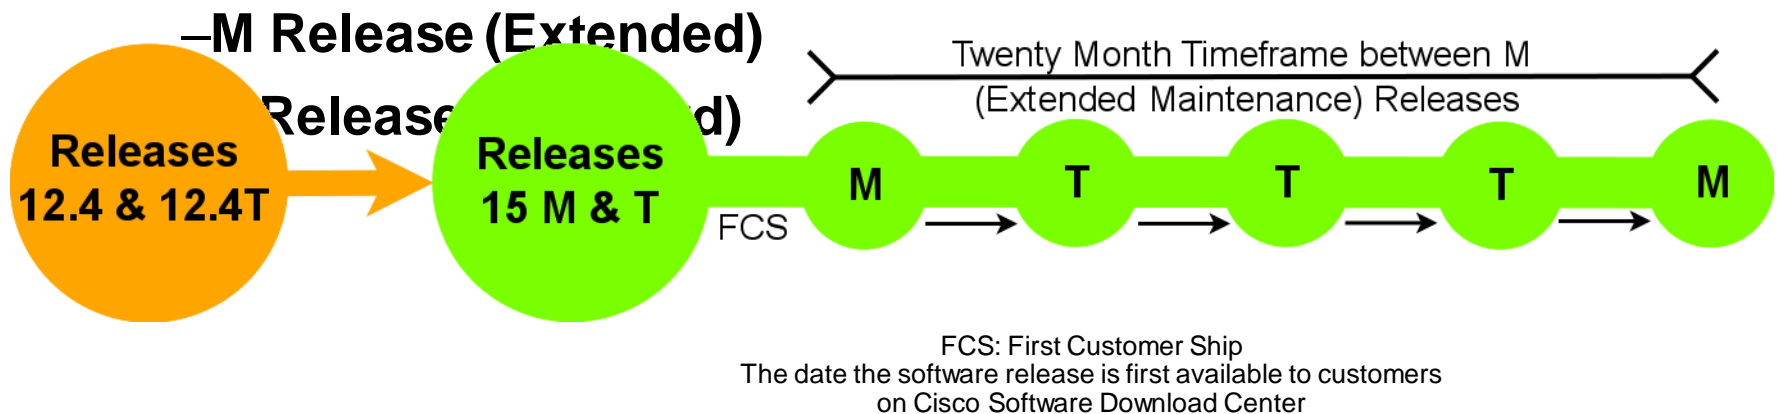 –M Release (Extended)
Release d)
Twenty Month Timeframe between M
(Extended Maintenance) Releases
Releases
12.4 & 12.4T
Releases
15 M & T
FCS
M
T
T
T
M
FCS: First Customer Ship
The date the software release is first available to customers
on Cisco Software Download Center